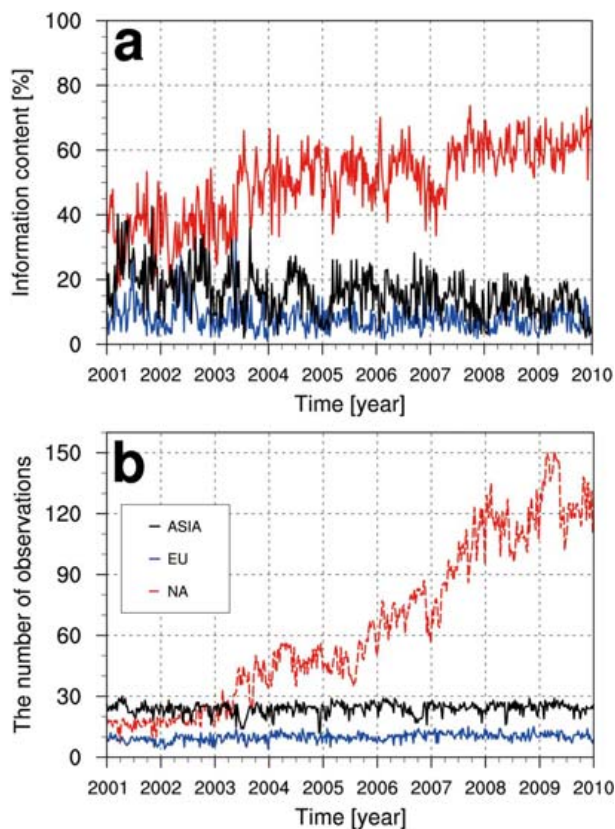 a
Information content [%]
100
80
60
40
20
0
2001 2002 2003 2004 2005 2006 2007 2008 2009 2010
Time [year]
b
The number of observations
150
120
90
60
30
0
ASIA
EU
NA
2001 2002 2003 2004 2005 2006 2007 2008 2009 2010
Time [year]